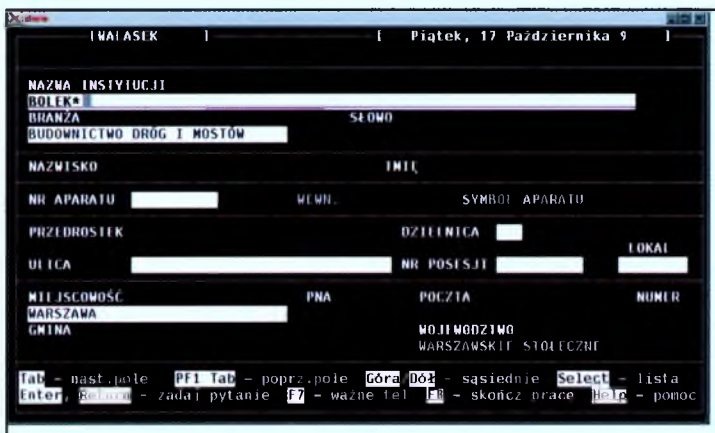 [WALASEK ] [ Piątek, 17 Października 9 ]
NAZWA INSTYTUCJI
BOLEK*
BRANŻA SŁOWO
BUDOWNICTWO DRÓG I MOSTÓW
NAZWISKO IMIĘ
NR APARATU WEWN. SYMBOL APARATU
PRZEDROSTEK DZIELNICA
LOKAL
ULICA NR POSESJI
MIEJSCOWOŚĆ PNA POCZTA NUMER
WARSZAWA
GMINA WOJEWÓDZTWO
WARSZAWSKIE STOŁECZNE
Tab - nast.pole PF1 Tab - poprz.pole Góra/Dół - sąsiednie Select - lista
Enter, Return - zadaj pytanie F7 - ważne tel F8 - skończ pracę Help - pomoc